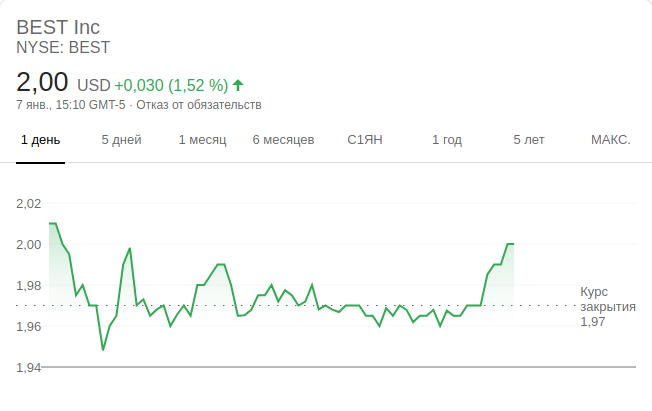 BEST Inc
NYSE: BEST
2,00 USD +0,030 (1,52 %)
7 янв., 15:10 GMT-5 · Отказ от обязательств
1 день 5 дней 1 месяц 6 месяцев С1ЯН 1 год 5 лет МАКС.
2,02
2,00
1,98
1,96
1,94
Курс
закрытия
1,97